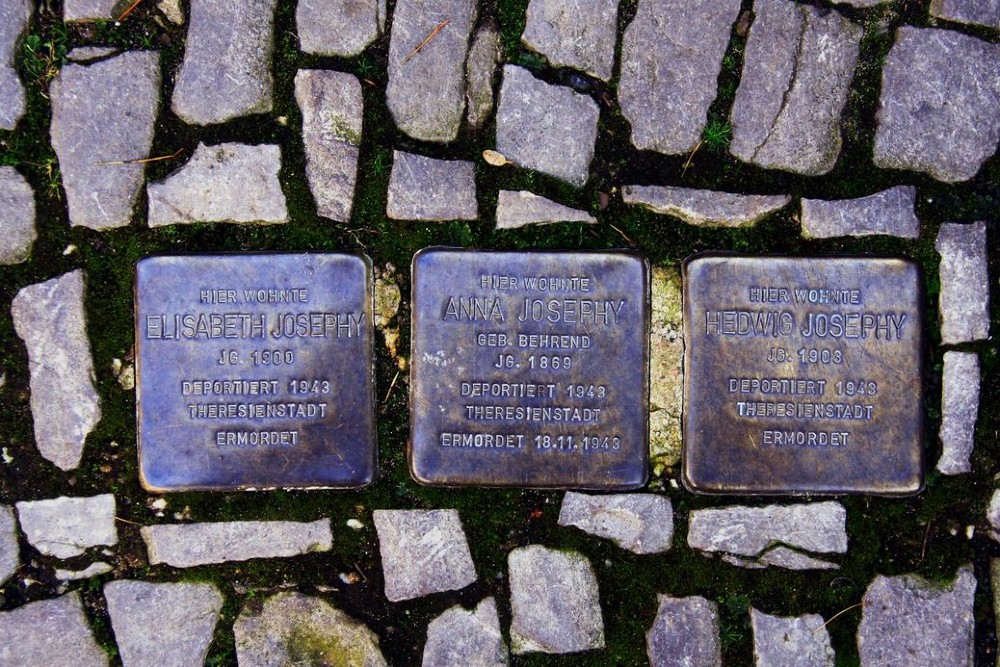 HIER WOHNTE
ELISABETH JOSEPHY
JG. 1900
DEPORTIERT 1943
THERESIENSTADT
ERMORDET
HIER WOHNTE
ANNA JOSEPHY
GEB. BEHREND
JG. 1869
DEPORTIERT 1943
THERESIENSTADT
ERMORDET 18.11.1943
HIER WOHNTE
HEDWIG JOSEPHY
JG. 1903
DEPORTIERT 1943
THERESIENSTADT
ERMORDET